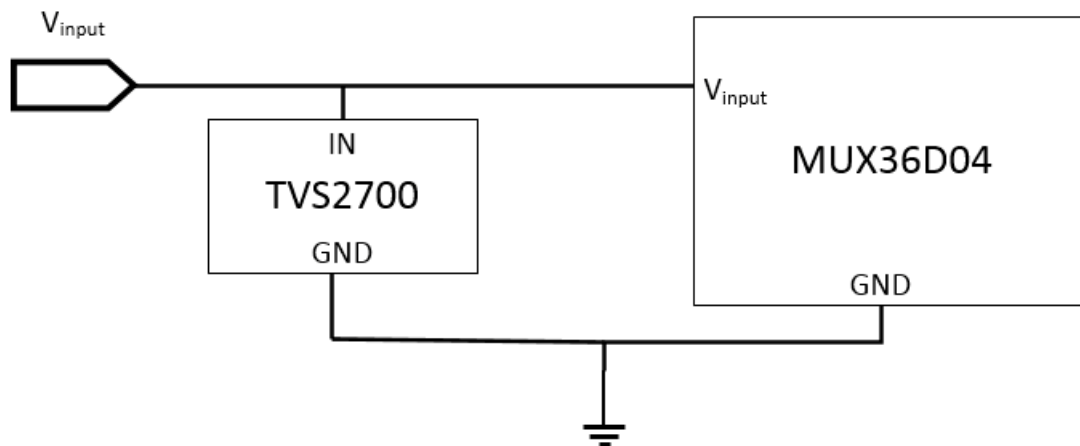 Vinput
IN
TVS2700
GND
Vinput
MUX36D04
GND